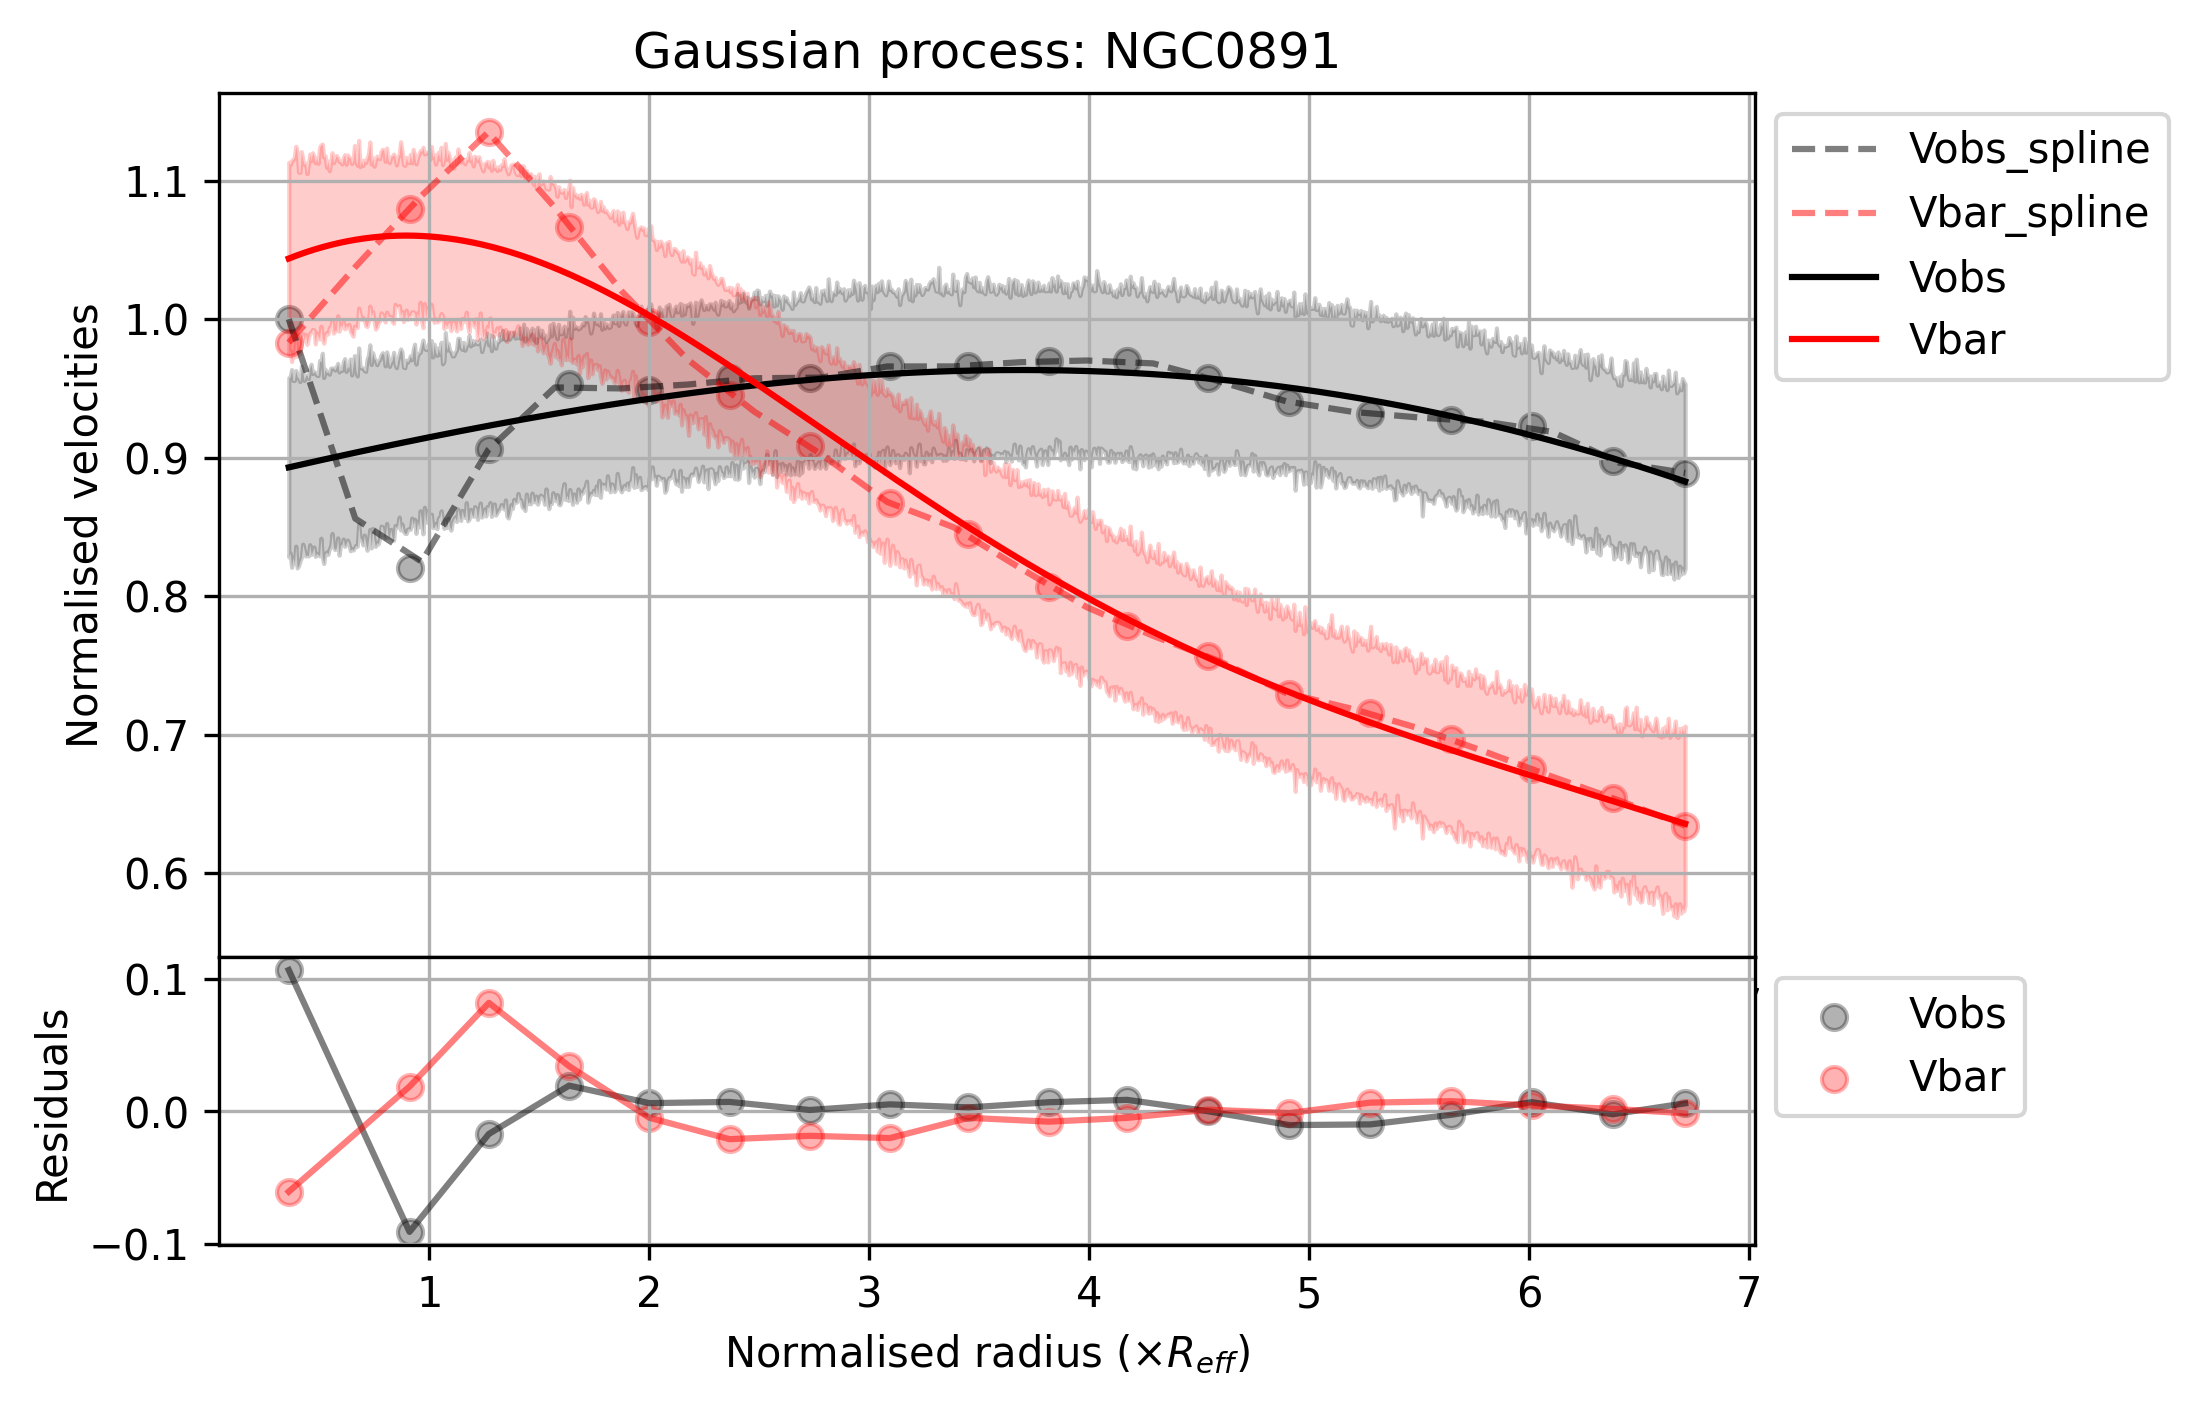 Gaussian process: NGC0891
Normalised velocities
1.1
1.0
0.9
0.8
0.7
0.6
Vobs_spline
Vbar_spline
Vobs
Vbar
Residuals
0.1
0.0
−0.1
Vobs
Vbar
1 2 3 4 5 6 7
Normalised radius (×R_eff)